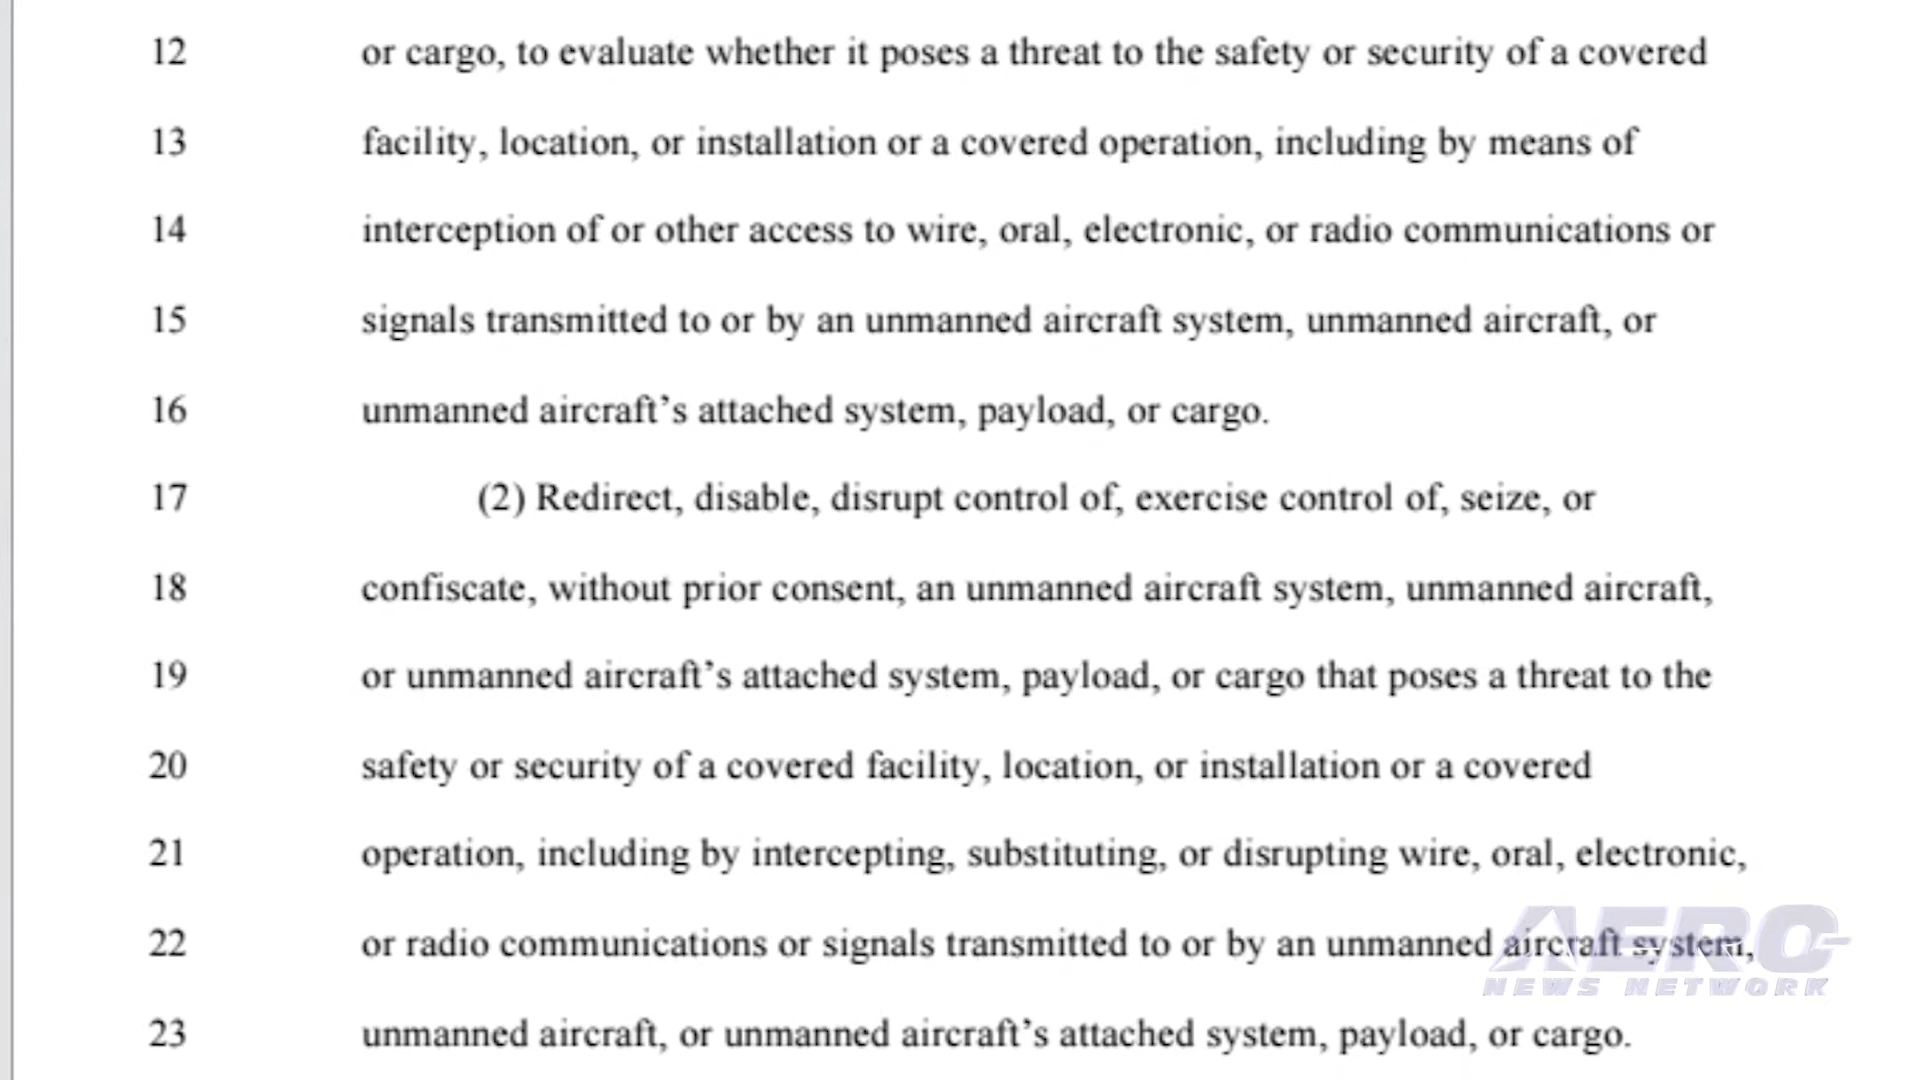 12 or cargo, to evaluate whether it poses a threat to the safety or security of a covered
13 facility, location, or installation or a covered operation, including by means of
14 interception of or other access to wire, oral, electronic, or radio communications or
15 signals transmitted to or by an unmanned aircraft system, unmanned aircraft, or
16 unmanned aircraft’s attached system, payload, or cargo.
17 (2) Redirect, disable, disrupt control of, exercise control of, seize, or
18 confiscate, without prior consent, an unmanned aircraft system, unmanned aircraft,
19 or unmanned aircraft’s attached system, payload, or cargo that poses a threat to the
20 safety or security of a covered facility, location, or installation or a covered
21 operation, including by intercepting, substituting, or disrupting wire, oral, electronic,
22 or radio communications or signals transmitted to or by an unmanned aircraft system,
23 unmanned aircraft, or unmanned aircraft’s attached system, payload, or cargo.
AERO
NEWS NETWORK